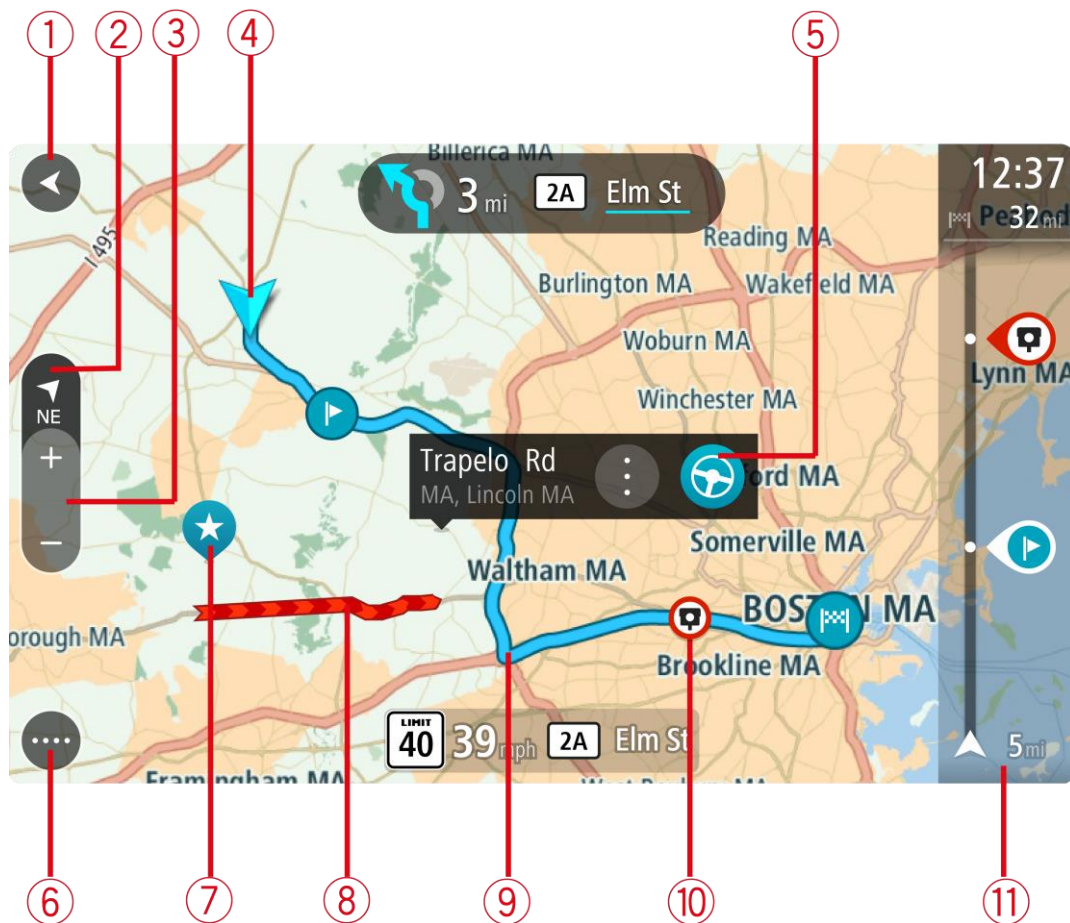 ① ② ③ ④ ⑤
Billerica MA
3 mi 2A Elm St
12:37
32 mi
I 495
Reading MA
Burlington MA
Wakefield MA
Woburn MA
Lynn MA
NE
Winchester MA
+
Trapelo Rd
MA, Lincoln MA
ford MA
−
Somerville MA
Waltham MA
BOSTON MA
orough MA
Brookline MA
LIMIT
40
39 mph 2A Elm St
5 mi
Framingham MA
⑥ ⑦ ⑧ ⑨ ⑩ ⑪